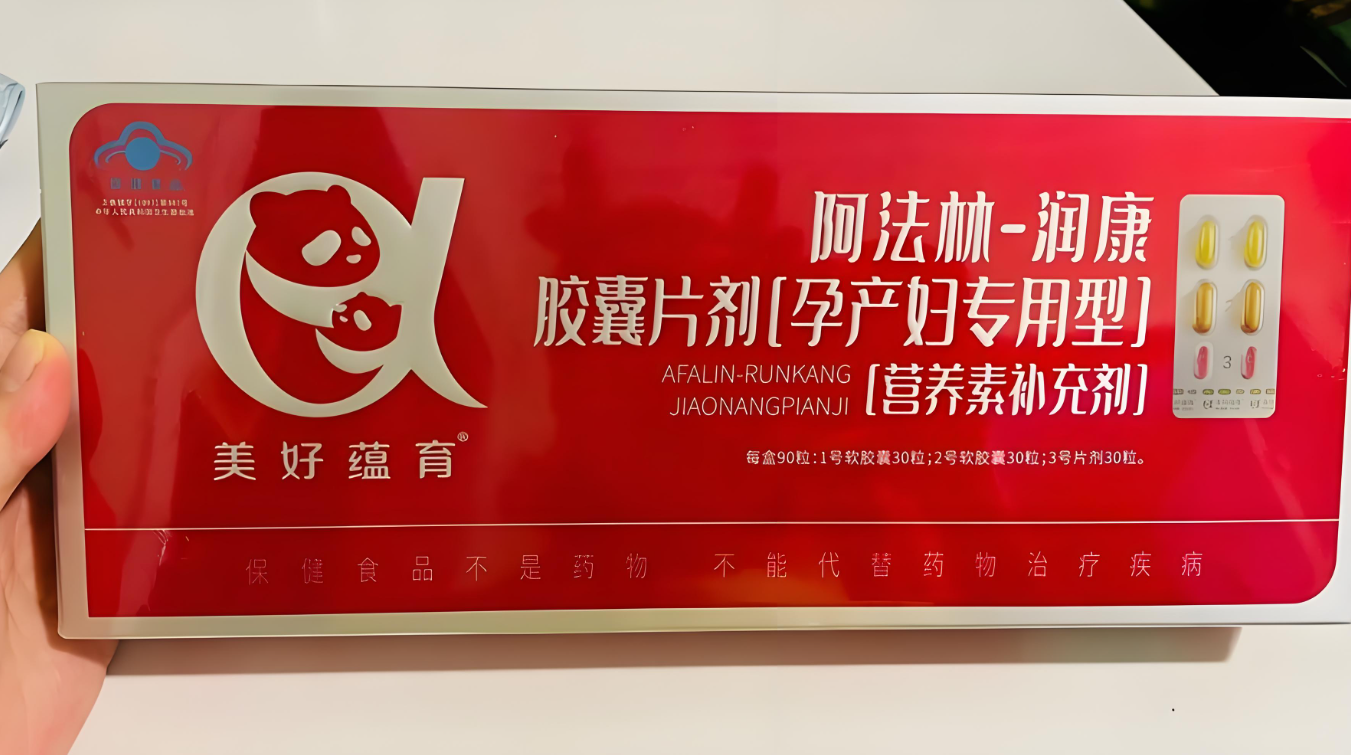 美好蕴育®
阿法林-润康
胶囊片剂[孕产妇专用型]
AFALIN-RUNKANG
JIAONANGPIANJI
[营养素补充剂]
每盒90粒:1号软胶囊30粒;2号软胶囊30粒;3号片剂30粒。
3
保健食品不是药物 不能代替药物治疗疾病